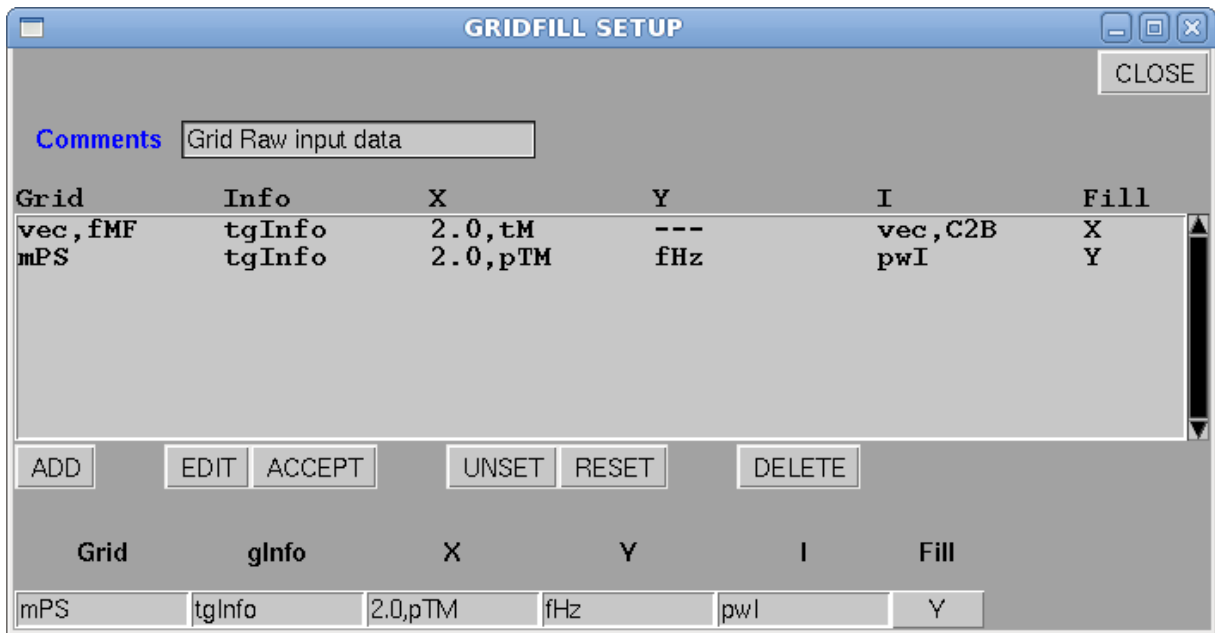 GRIDFILL SETUP
CLOSE
Comments Grid Raw input data
Grid Info X Y I Fill
vec,fMF tgInfo 2.0,tM --- vec,C2B X
mPS tgInfo 2.0,pTM fHz pwI Y
ADD EDIT ACCEPT UNSET RESET DELETE
Grid gInfo X Y I Fill
mPS tgInfo 2.0,pTM fHz pwI Y